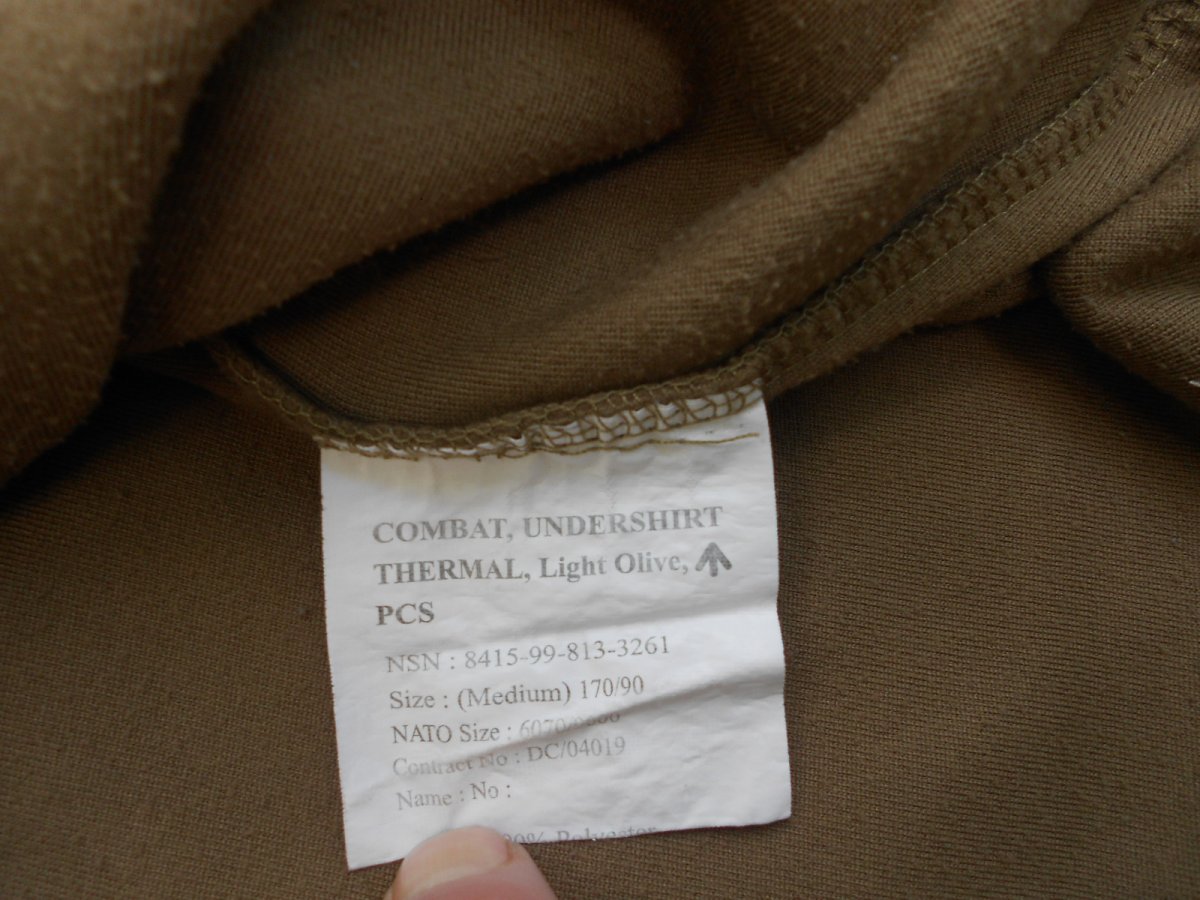 COMBAT, UNDERSHIRT
THERMAL, Light Olive,
PCS
NSN : 8415-99-813-3261
Size : (Medium) 170/90
NATO Size :
Contract No : DC/04019
Name : No :
Polyester